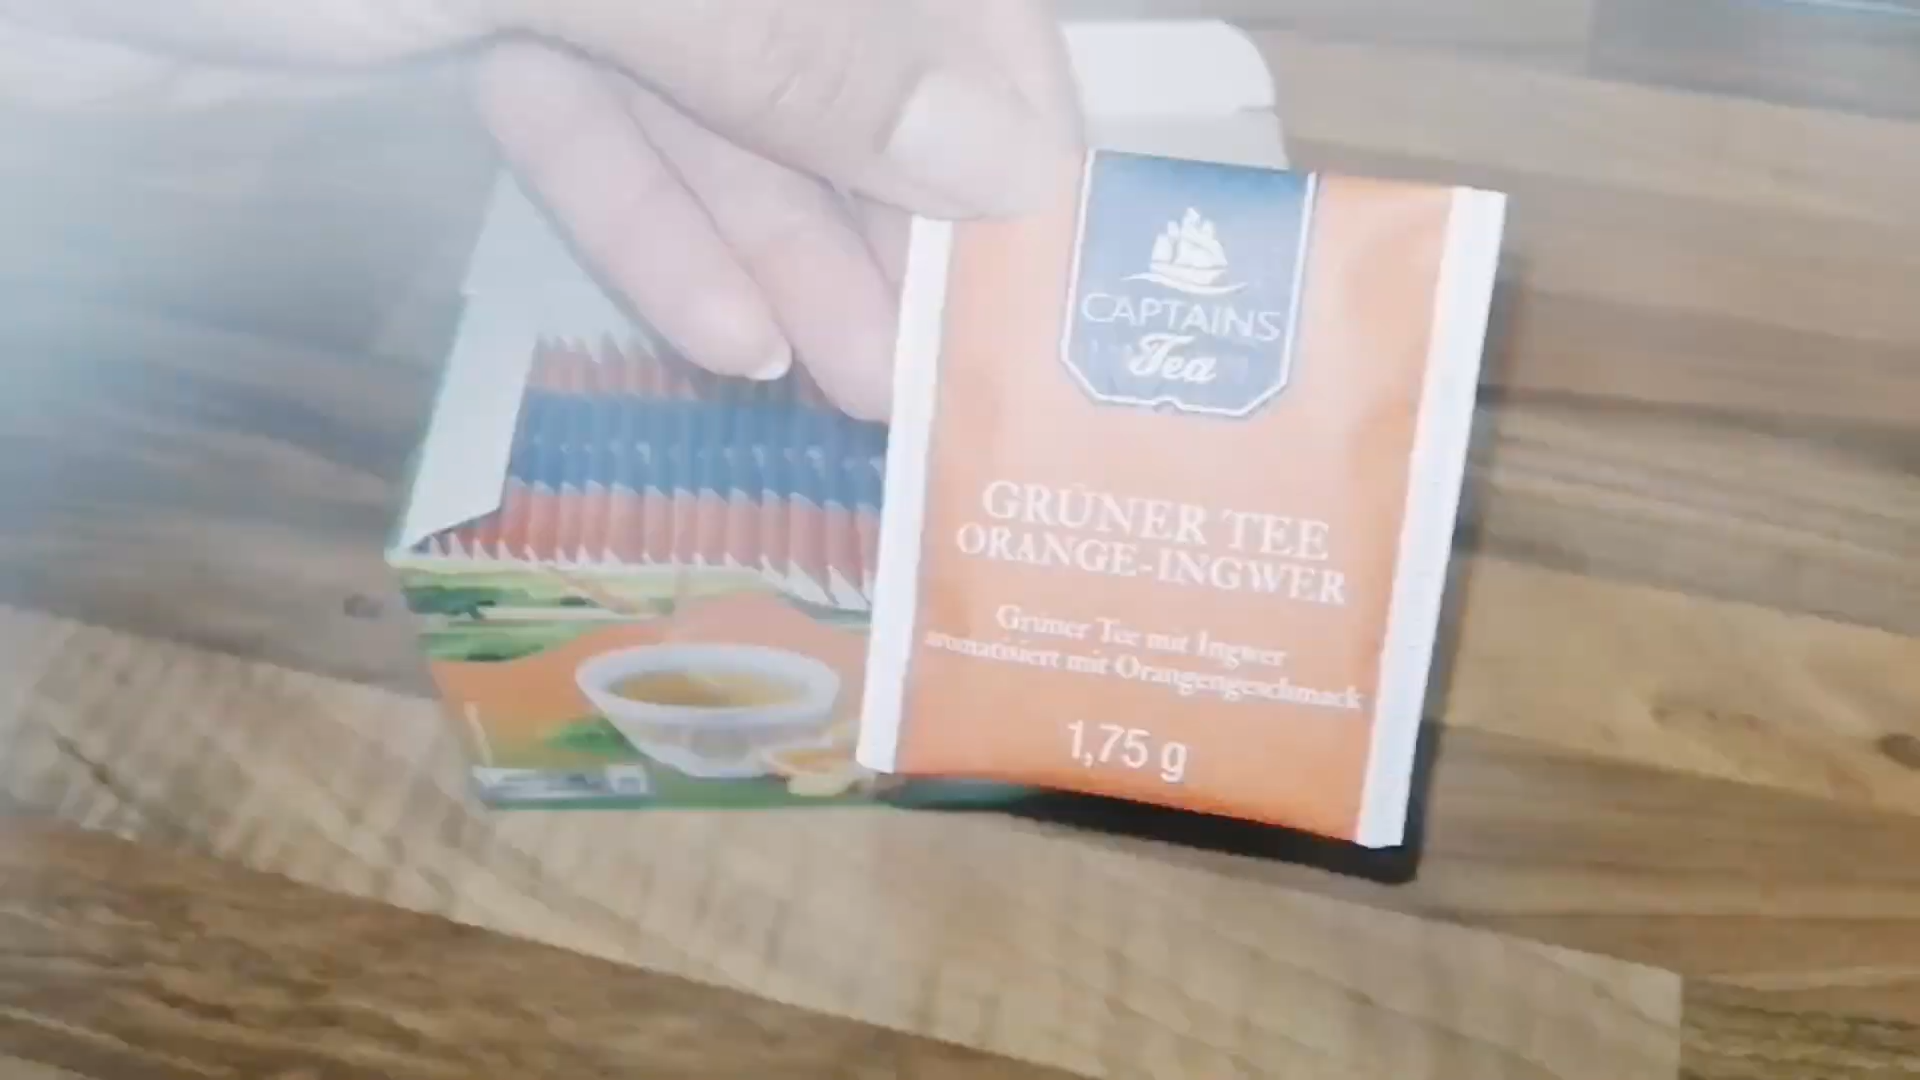 CAPTAINS
Tea
GRÜNER TEE
ORANGE-INGWER
Grüner Tee mit Ingwer
aromatisiert mit Orangengeschmack
1,75 g